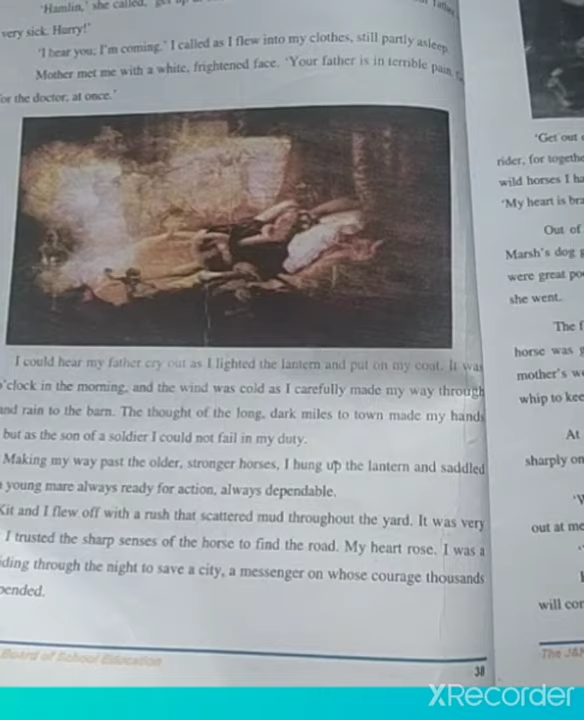 'Hamlin,' she called,
very sick. Hurry!'
'I hear you; I'm coming.' I called as I flew into my clothes, still partly asleep.
Mother met me with a white, frightened face. 'Your father is in terrible pain,
for the doctor, at once.'
I could hear my father cry out as I lighted the lantern and put on my coat. It was
o'clock in the morning, and the wind was cold as I carefully made my way through
and rain to the barn. The thought of the long, dark miles to town made my hands
but as the son of a soldier I could not fail in my duty.
Making my way past the older, stronger horses, I hung up the lantern and saddled
young mare always ready for action, always dependable.
Kit and I flew off with a rush that scattered mud throughout the yard. It was very
I trusted the sharp senses of the horse to find the road. My heart rose. I was a
riding through the night to save a city, a messenger on whose courage thousands
pended.
Board of School Education
38
'Get out
rider, for togethe
wild horses I ha
'My heart is bra
Out of
Marsh's dog g
were great po
she went.
The f
horse was g
mother's w
whip to kee
At
sharply on
out at me
will con
The J&K
XRecorder